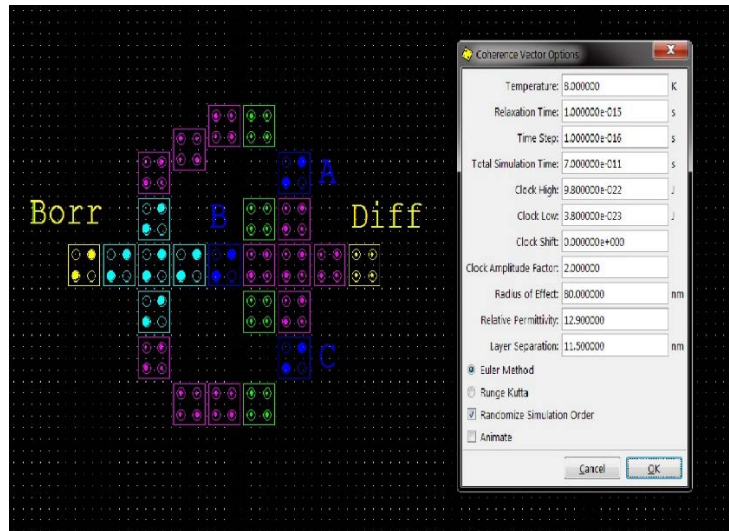 Coherence Vector Options
Temperature: 8.000000 K
Relaxation Time: 1.000000e-015 s
Time Step: 1.000000e-016 s
Total Simulation Time: 7.000000e-011 s
Clock High: 9.800000e-022 J
Clock Low: 3.800000e-023 J
Clock Shift: 0.000000e+000
Clock Amplitude Factor: 2.000000
Radius of Effect: 80.000000 nm
Relative Permittivity: 12.900000
Layer Separation: 11.500000 nm
Euler Method
Runge Kutta
Randomize Simulation Order
Animate
Cancel OK
A
Borr B Diff
C